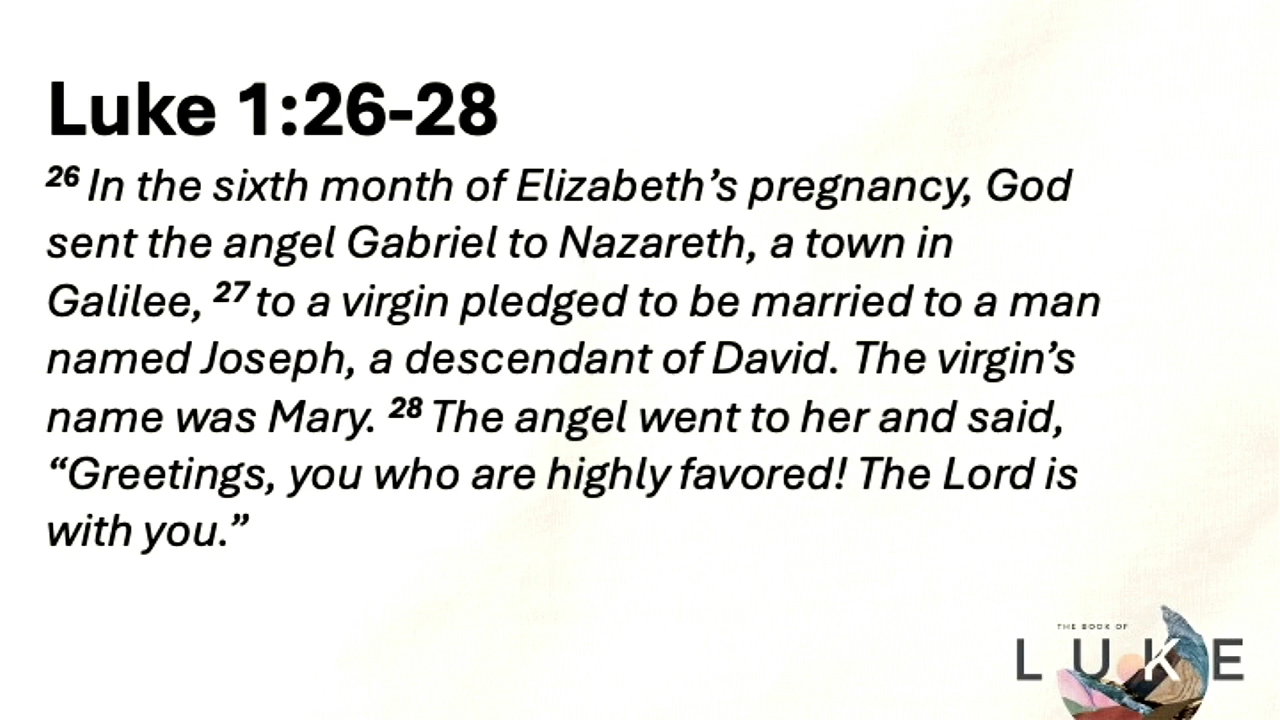 Luke 1:26-28
26 In the sixth month of Elizabeth’s pregnancy, God
sent the angel Gabriel to Nazareth, a town in
Galilee, 27 to a virgin pledged to be married to a man
named Joseph, a descendant of David. The virgin’s
name was Mary. 28 The angel went to her and said,
“Greetings, you who are highly favored! The Lord is
with you.”
THE BOOK OF
LUKE